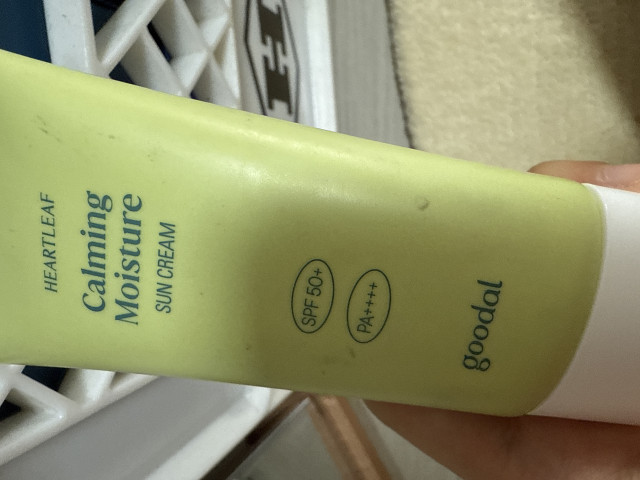 HEARTLEAF
Calming
Moisture
SUN CREAM
SPF 50+
PA++++
goodal
H